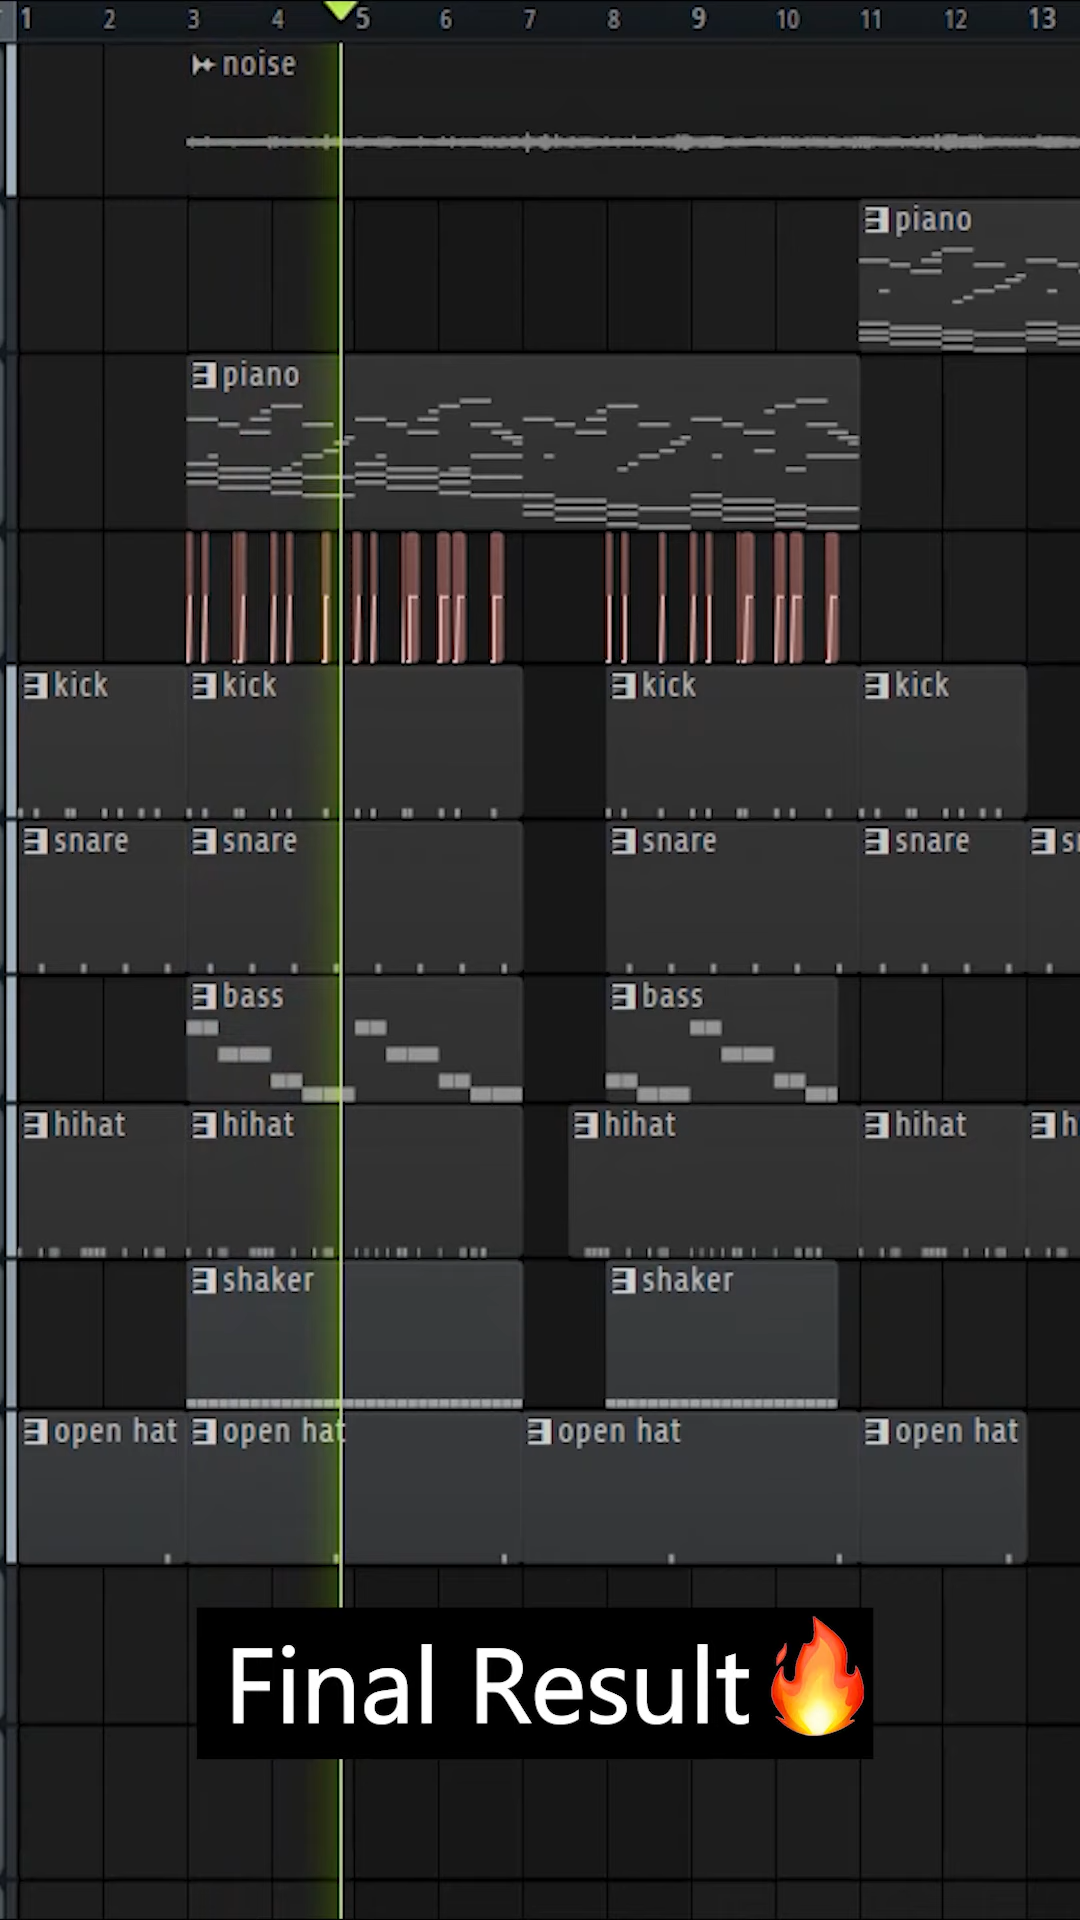 1 2 3 4 5 6 7 8 9 10 11 12 13
noise
piano
piano
kick kick kick kick
snare snare snare snare
bass bass
hihat hihat hihat hihat h
shaker shaker
open hat open hat open hat open hat
Final Result🔥